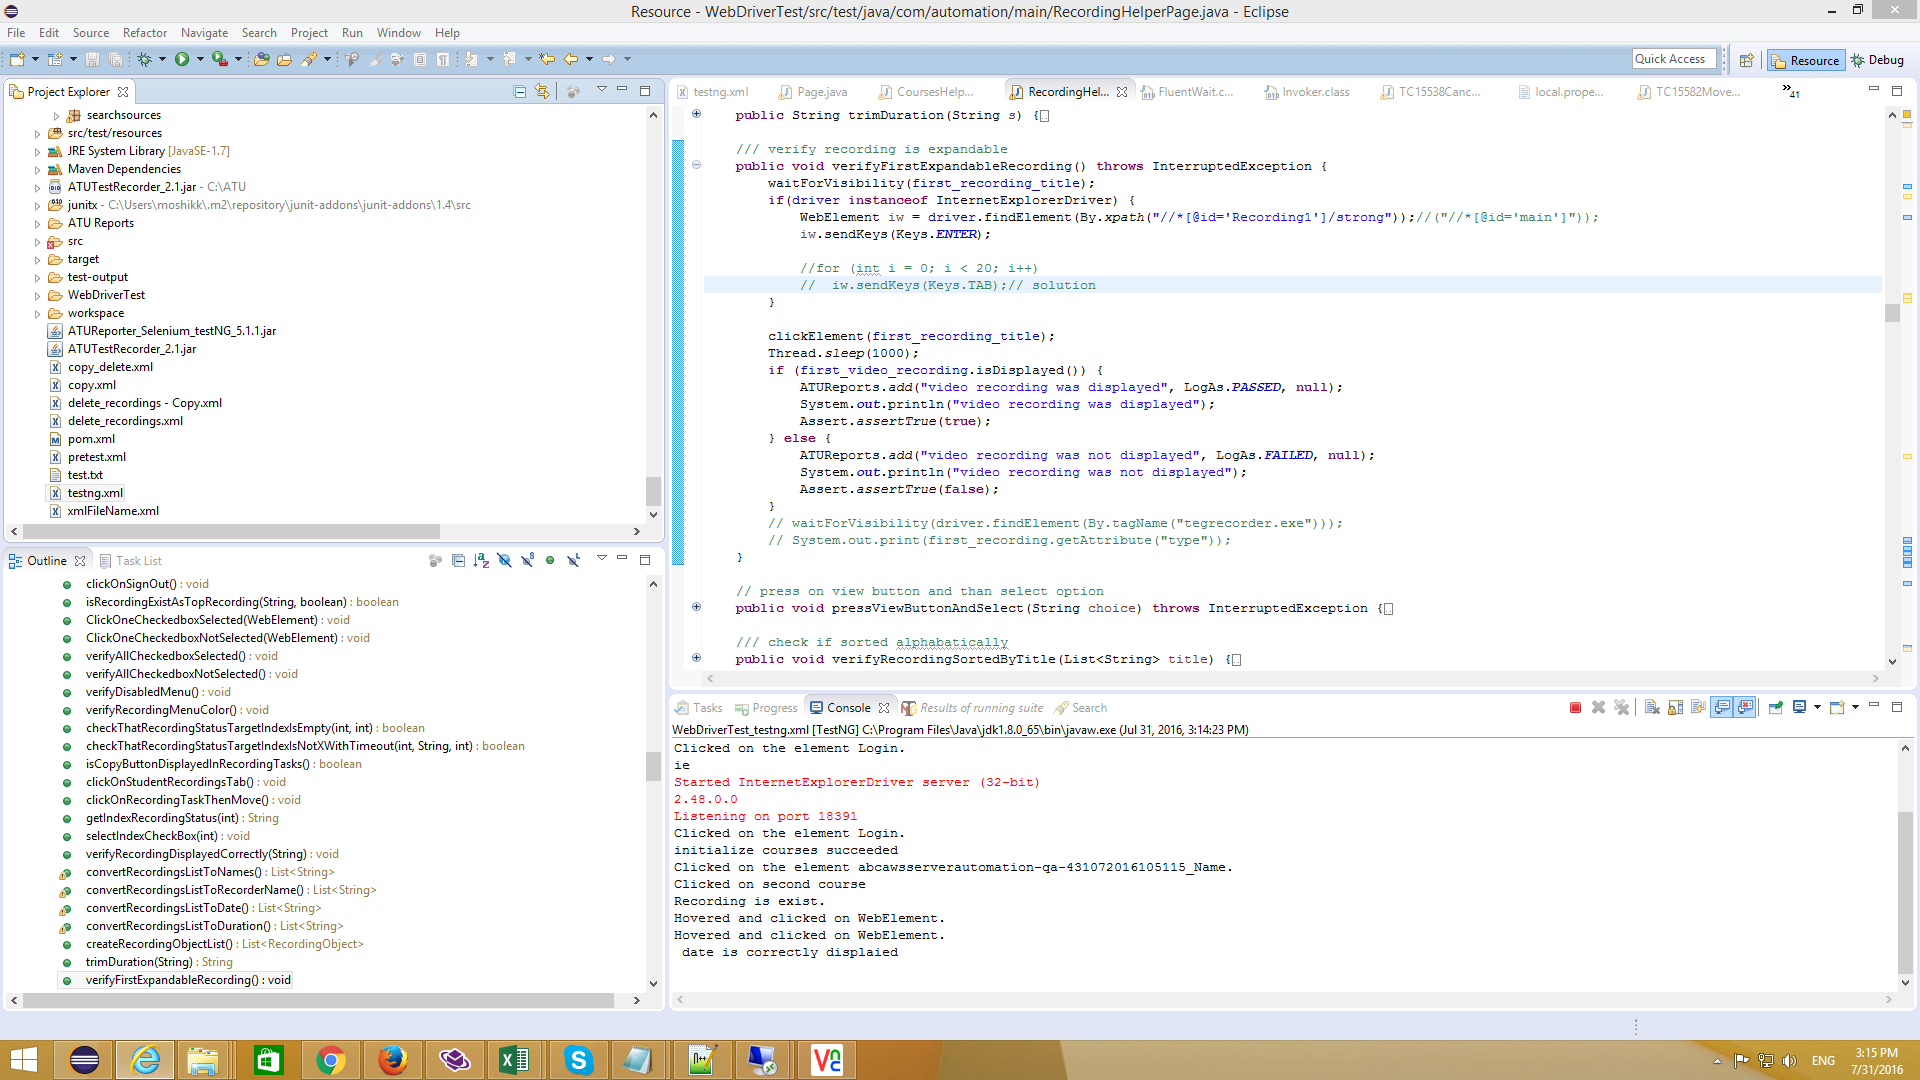 Resource - WebDriverTest/src/test/java/com/automation/main/RecordingHelperPage.java - Eclipse
File Edit Source Refactor Navigate Search Project Run Window Help
Quick Access
Resource
Debug
Project Explorer
searchsources
src/test/resources
JRE System Library [JavaSE-1.7]
Maven Dependencies
ATUTestRecorder_2.1.jar - C:\ATU
junitx - C:\Users\moshikk\.m2\repository\junit-addons\junit-addons\1.4\src
ATU Reports
src
target
test-output
WebDriverTest
workspace
ATUReporter_Selenium_testNG_5.1.1.jar
ATUTestRecorder_2.1.jar
copy_delete.xml
copy.xml
delete_recordings - Copy.xml
delete_recordings.xml
pom.xml
pretest.xml
test.txt
testng.xml
xmlFileName.xml
Outline
Task List
clickOnSignOut() : void
isRecordingExistAsTopRecording(String, boolean) : boolean
ClickOneCheckedboxSelected(WebElement) : void
ClickOneCheckedboxNotSelected(WebElement) : void
verifyAllCheckedboxSelected() : void
verifyAllCheckedboxNotSelected() : void
verifyDisabledMenu() : void
verifyRecordingMenuColor() : void
checkThatRecordingStatusTargetIndexIsEmpty(int, int) : boolean
checkThatRecordingStatusTargetIndexIsNotXWithTimeout(int, String, int) : boolean
isCopyButtonDisplayedInRecordingTasks() : boolean
clickOnStudentRecordingsTab() : void
clickOnRecordingTaskThenMove() : void
getIndexRecordingStatus(int) : String
selectIndexCheckBox(int) : void
verifyRecordingDisplayedCorrectly(String) : void
convertRecordingsListToNames() : List<String>
convertRecordingsListToRecorderName() : List<String>
convertRecordingsListToDate() : List<String>
convertRecordingsListToDuration() : List<String>
createRecordingObjectList() : List<RecordingObject>
trimDuration(String) : String
verifyFirstExpandableRecording() : void
testng.xml
Page.java
CoursesHelp...
RecordingHel...
FluentWait.c...
Invoker.class
TC15538Canc...
local.prope...
TC15582Move...
»41
public String trimDuration(String s) {
/// verify recording is expandable
public void verifyFirstExpandableRecording() throws InterruptedException {
waitForVisibility(first_recording_title);
if(driver instanceof InternetExplorerDriver) {
WebElement iw = driver.findElement(By.xpath("//*[@id='Recording1']/strong"));//("//*[@id='main']"));
iw.sendKeys(Keys.ENTER);
//for (int i = 0; i < 20; i++)
//  iw.sendKeys(Keys.TAB);// solution
}
clickElement(first_recording_title);
Thread.sleep(1000);
if (first_video_recording.isDisplayed()) {
ATUReports.add("video recording was displayed", LogAs.PASSED, null);
System.out.println("video recording was displayed");
Assert.assertTrue(true);
} else {
ATUReports.add("video recording was not displayed", LogAs.FAILED, null);
System.out.println("video recording was not displayed");
Assert.assertTrue(false);
}
// waitForVisibility(driver.findElement(By.tagName("tegrecorder.exe")));
// System.out.print(first_recording.getAttribute("type"));
}
// press on view button and than select option
public void pressViewButtonAndSelect(String choice) throws InterruptedException {
/// check if sorted alphabatically
public void verifyRecordingSortedByTitle(List<String> title) {
Tasks
Progress
Console
Results of running suite
Search
WebDriverTest_testng.xml [TestNG] C:\Program Files\Java\jdk1.8.0_65\bin\javaw.exe (Jul 31, 2016, 3:14:23 PM)
Clicked on the element Login.
ie
Started InternetExplorerDriver server (32-bit)
2.48.0.0
Listening on port 18391
Clicked on the element Login.
initialize courses succeeded
Clicked on the element abcawsserverautomation-qa-431072016105115_Name.
Clicked on second course
Recording is exist.
Hovered and clicked on WebElement.
Hovered and clicked on WebElement.
date is correctly displaied
ENG
3:15 PM
7/31/2016